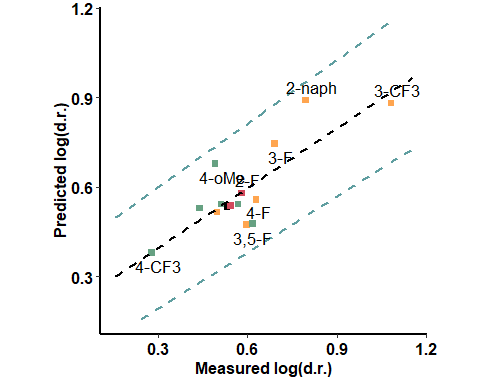 1.2
2-naph
3-CF3
0.9
3-F
4-oMe
2-F
0.6
4-F
3,5-F
4-CF3
0.3
Predicted log(d.r.)
0.3 0.6 0.9 1.2
Measured log(d.r.)